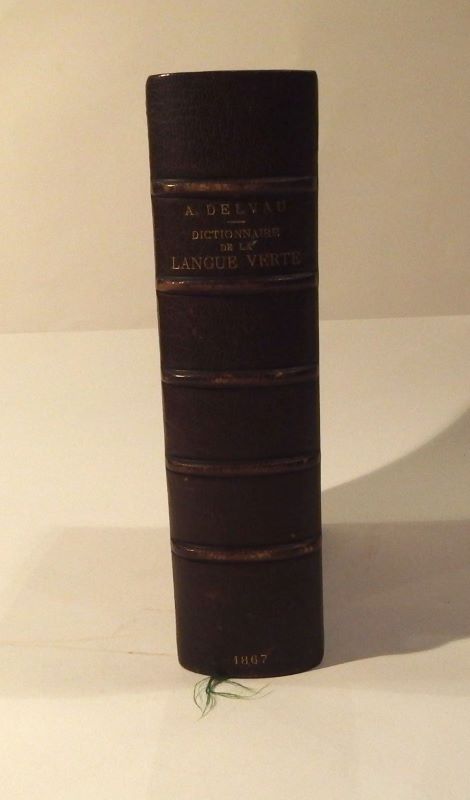 A. DELVAU
DICTIONNAIRE
DE LA
LANGUE VERTE
1867